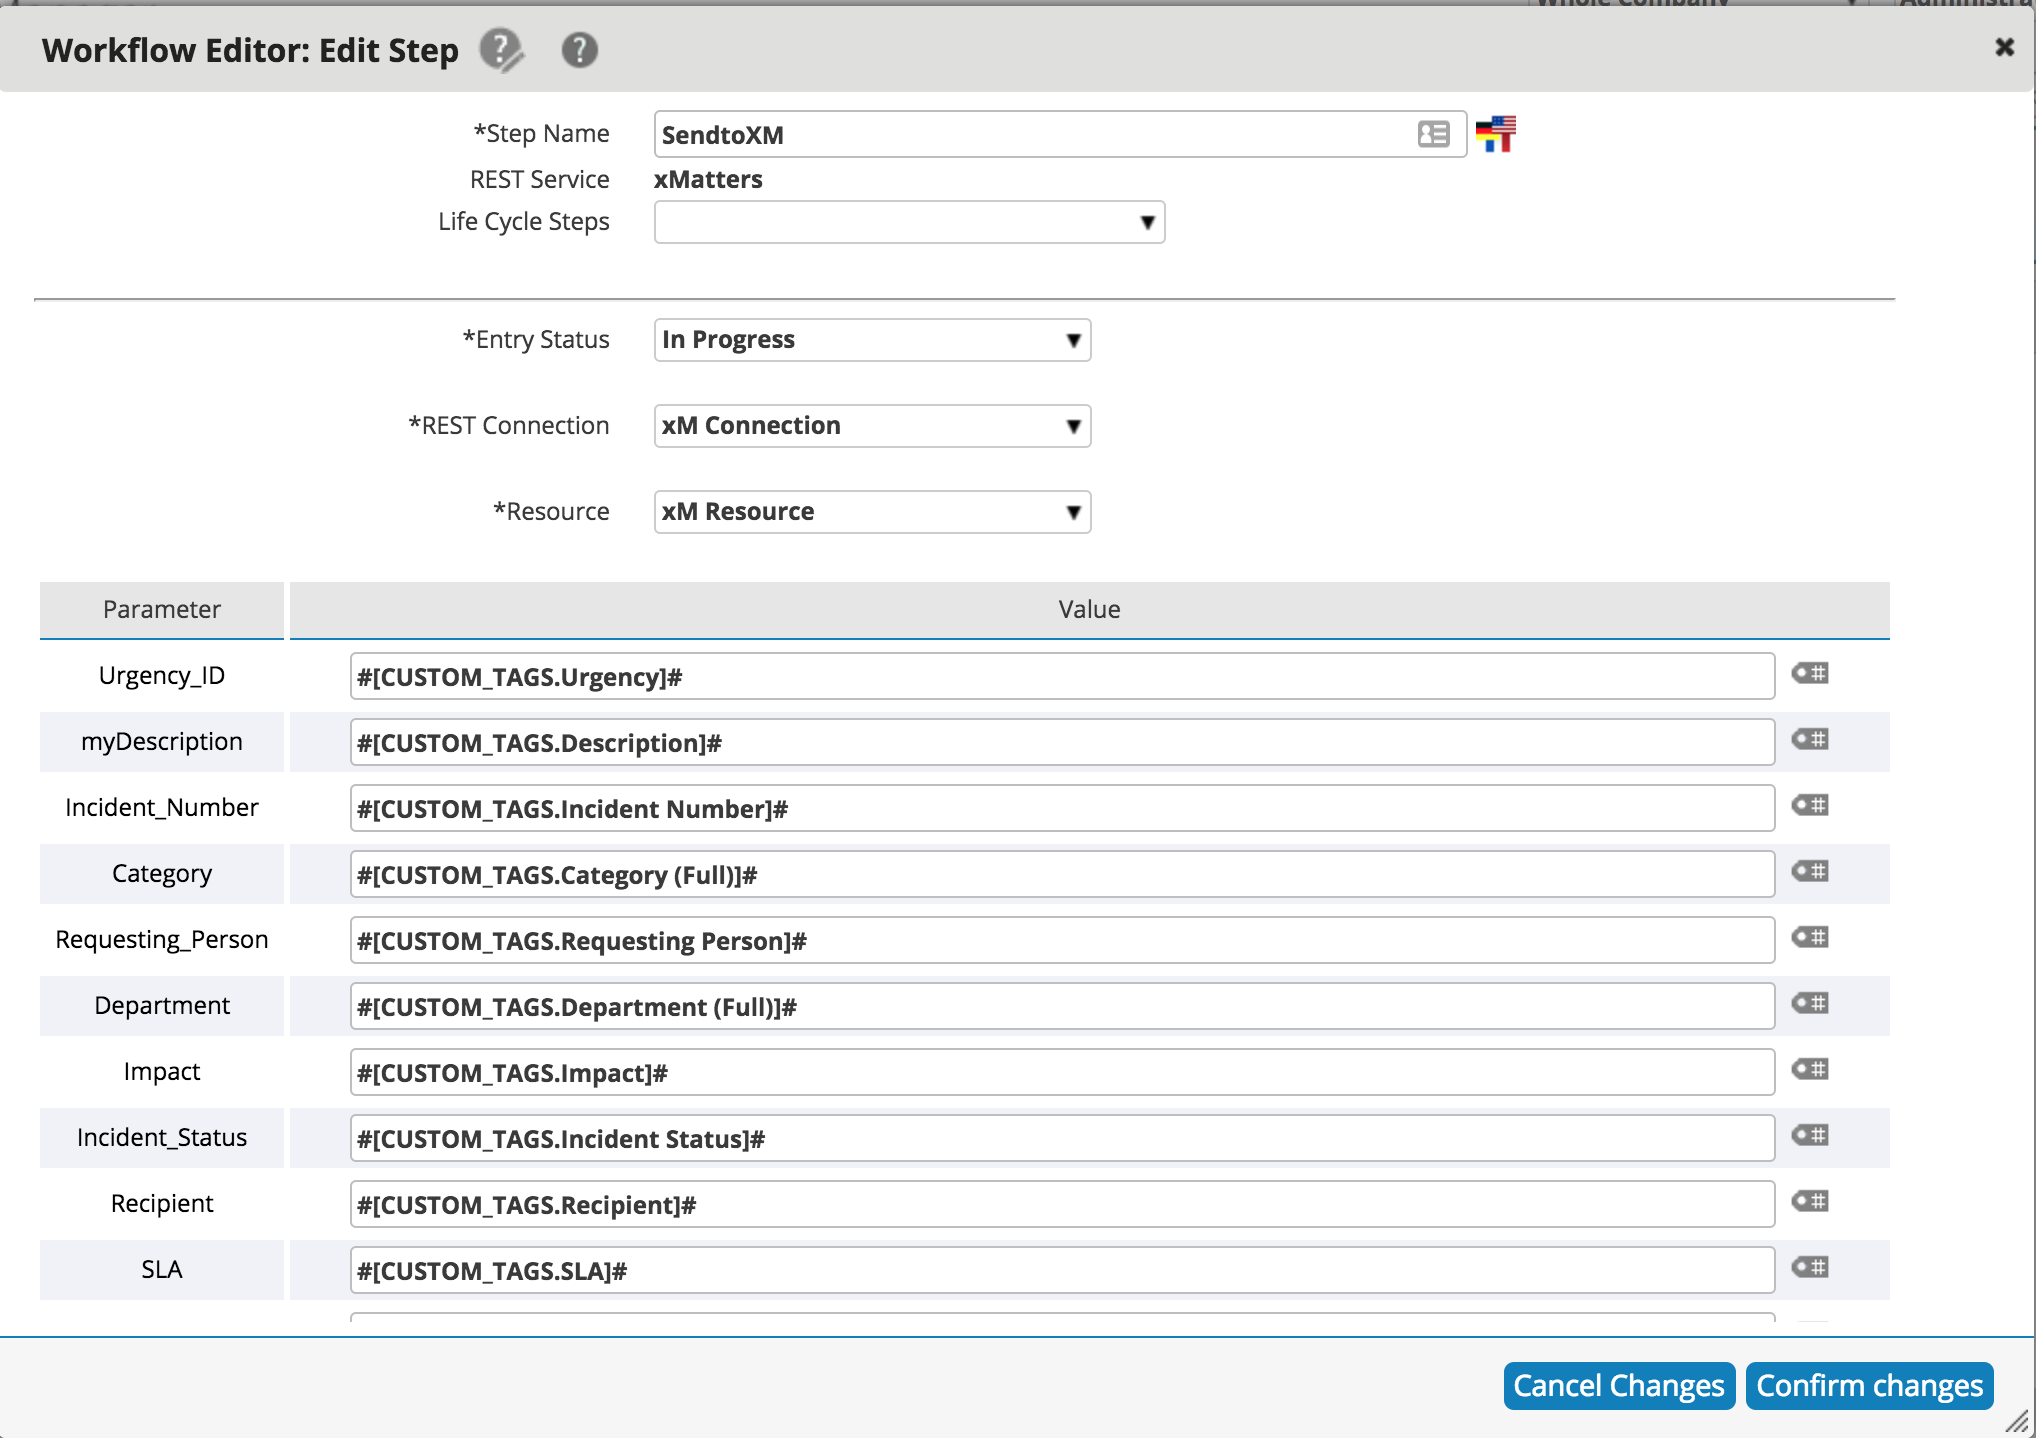 Whole Company
Workflow Editor: Edit Step
*Step Name SendtoXM
REST Service xMatters
Life Cycle Steps
*Entry Status In Progress
*REST Connection xM Connection
*Resource xM Resource
Parameter Value
Urgency_ID #[CUSTOM_TAGS.Urgency]#
myDescription #[CUSTOM_TAGS.Description]#
Incident_Number #[CUSTOM_TAGS.Incident Number]#
Category #[CUSTOM_TAGS.Category (Full)]#
Requesting_Person #[CUSTOM_TAGS.Requesting Person]#
Department #[CUSTOM_TAGS.Department (Full)]#
Impact #[CUSTOM_TAGS.Impact]#
Incident_Status #[CUSTOM_TAGS.Incident Status]#
Recipient #[CUSTOM_TAGS.Recipient]#
SLA #[CUSTOM_TAGS.SLA]#
Cancel Changes Confirm changes